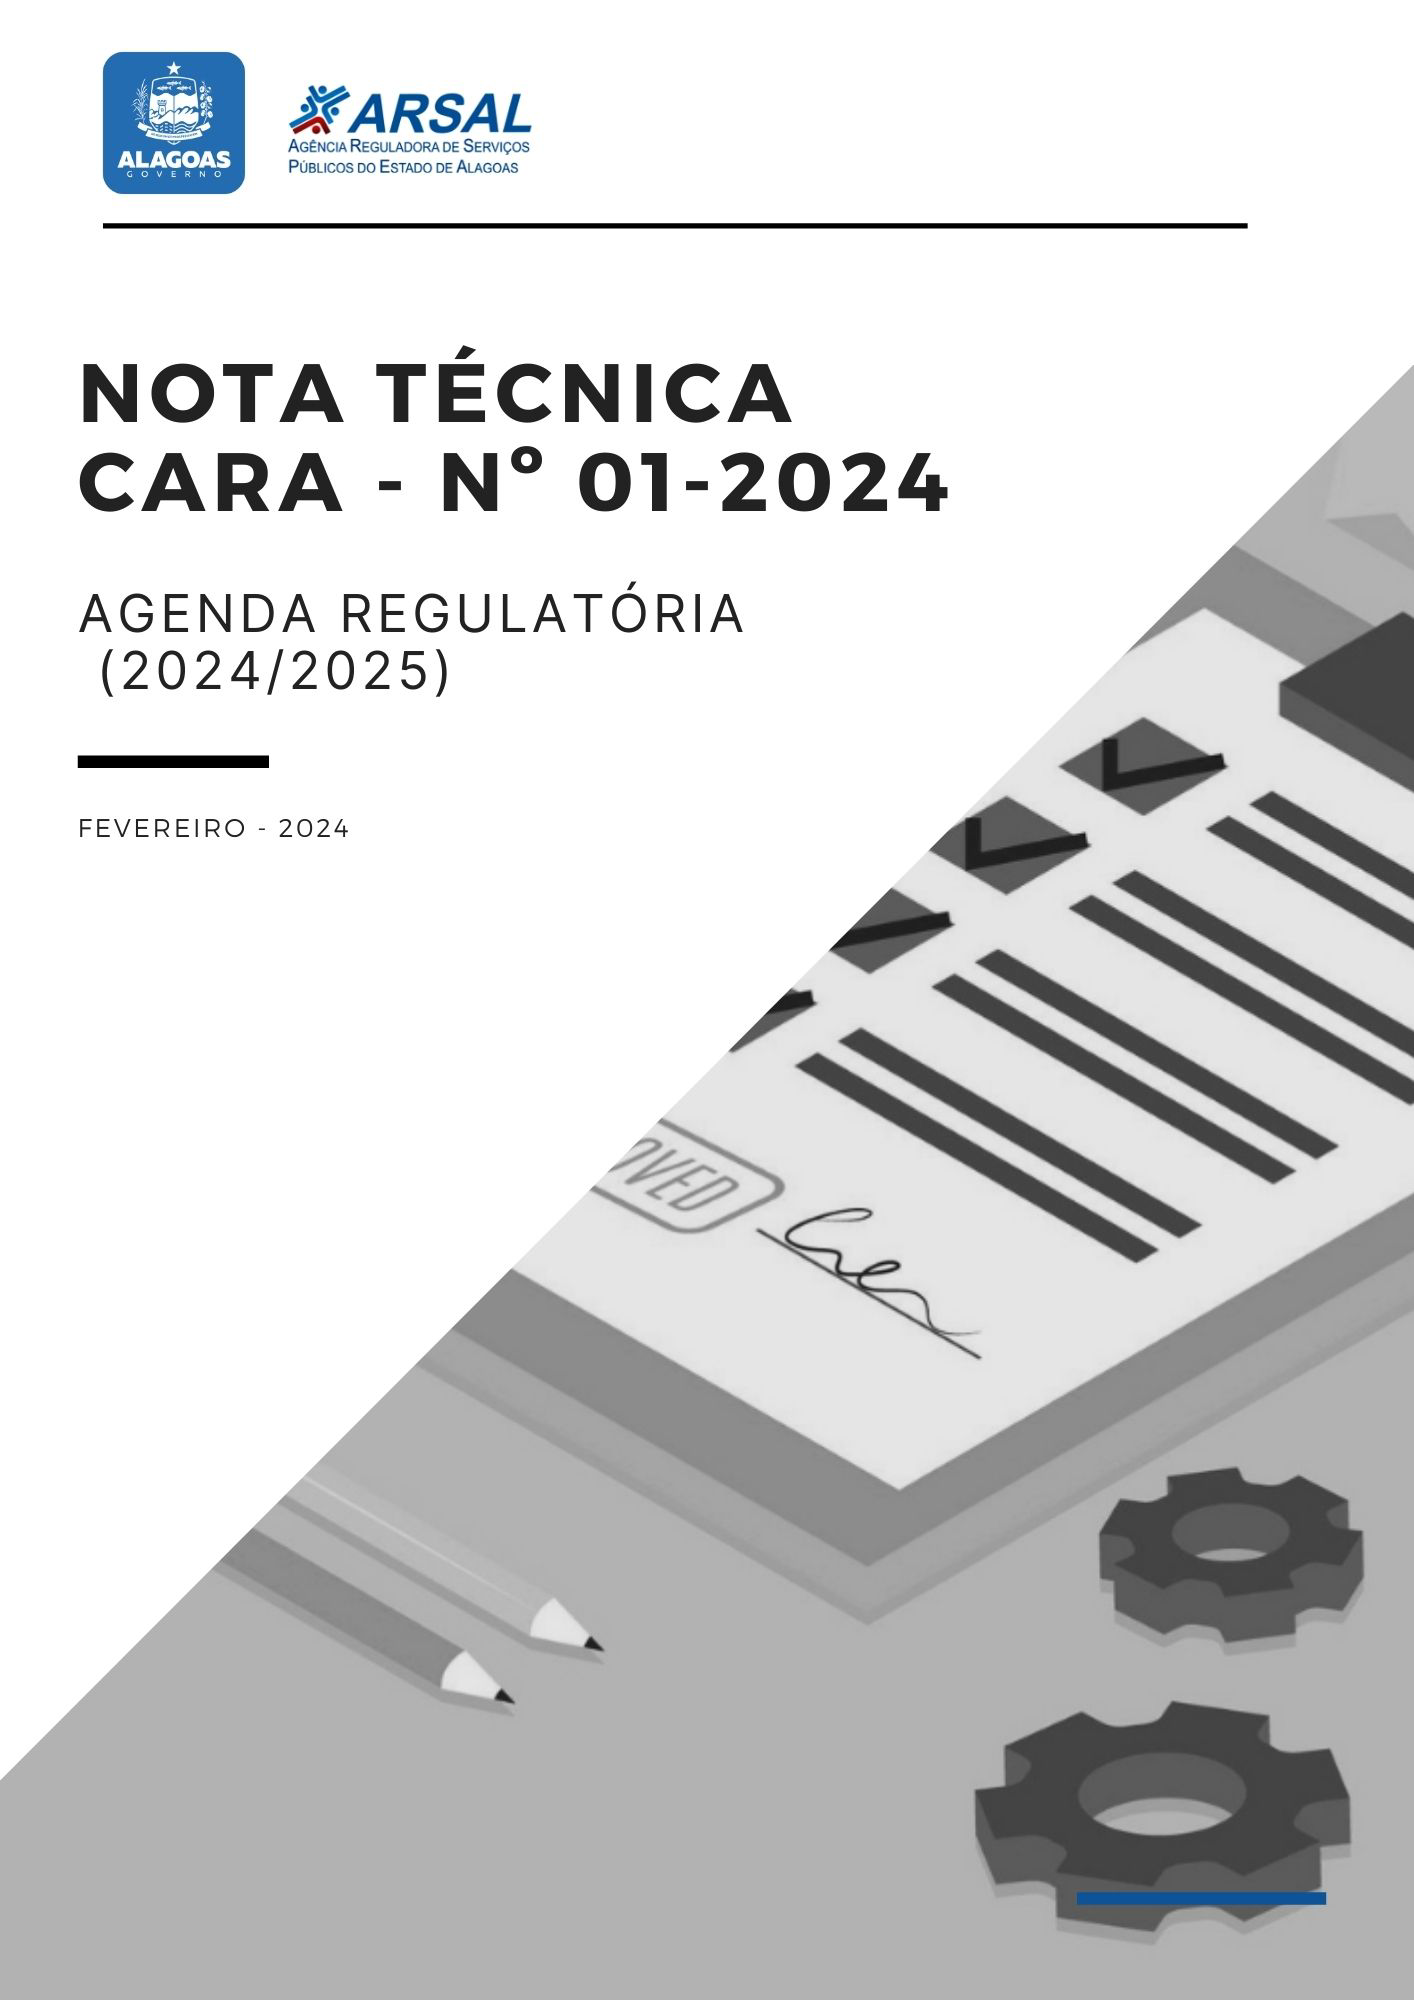 ALAGOAS
GOVERNO
ARSAL
AGÊNCIA REGULADORA DE SERVIÇOS
PÚBLICOS DO ESTADO DE ALAGOAS
NOTA TÉCNICA
CARA - Nº 01-2024
AGENDA REGULATÓRIA
(2024/2025)
FEVEREIRO - 2024
OVED